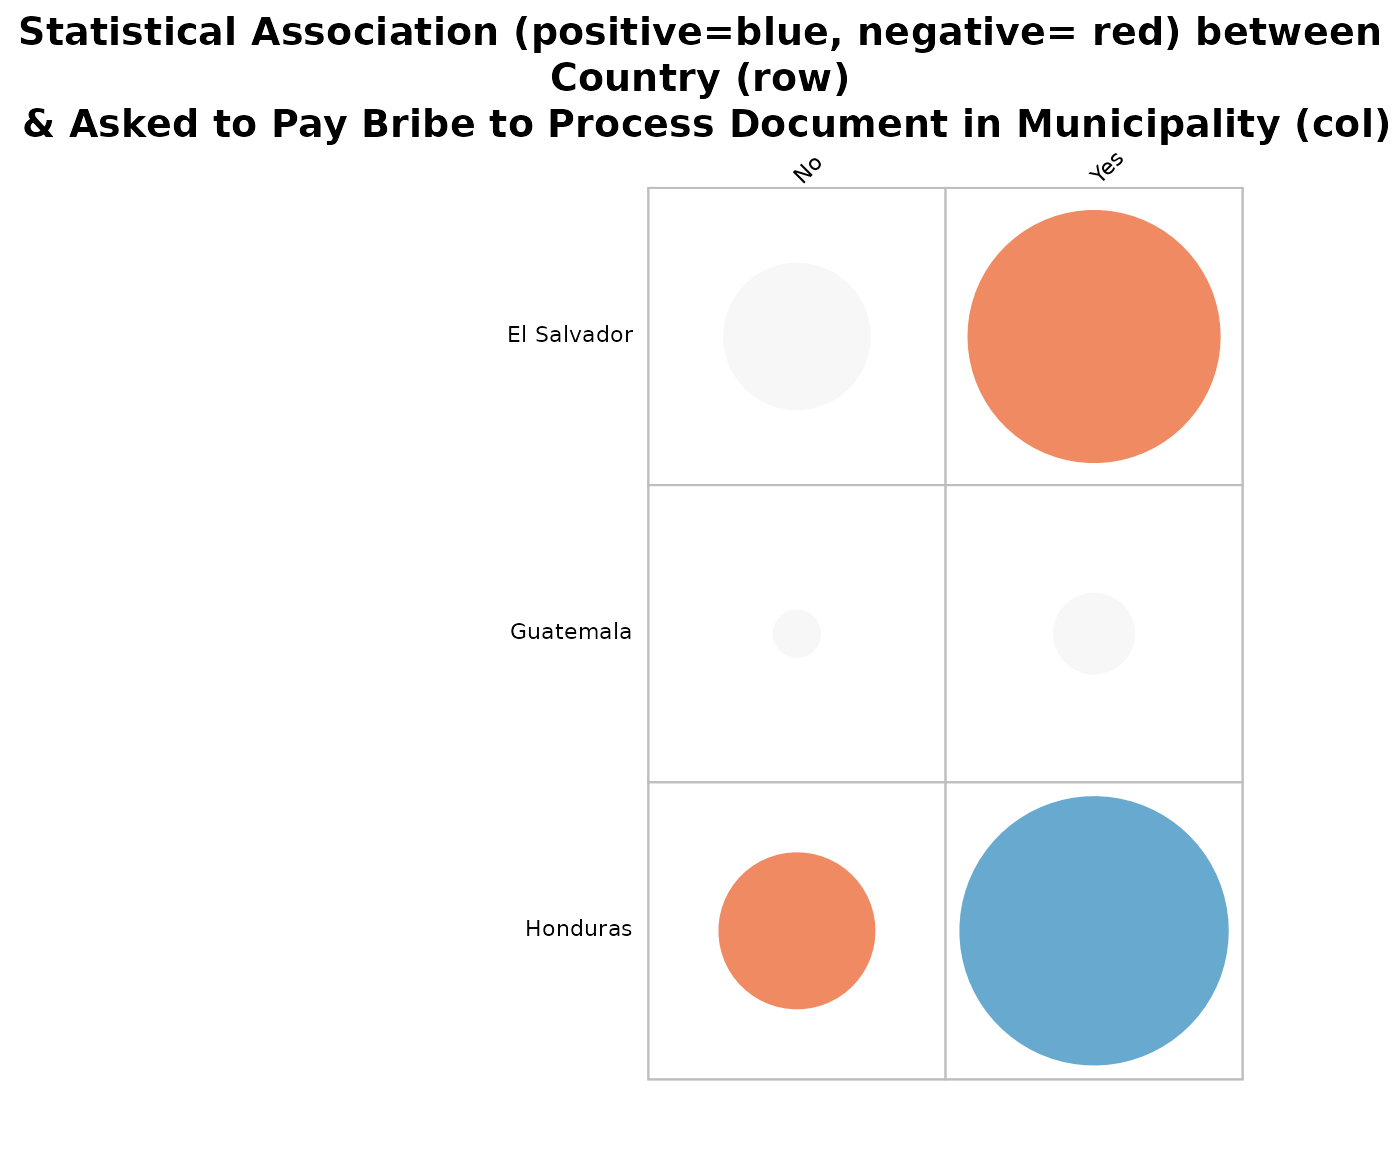 Statistical Association (positive=blue, negative= red) between
Country (row)
& Asked to Pay Bribe to Process Document in Municipality (col)
No
Yes
El Salvador
Guatemala
Honduras